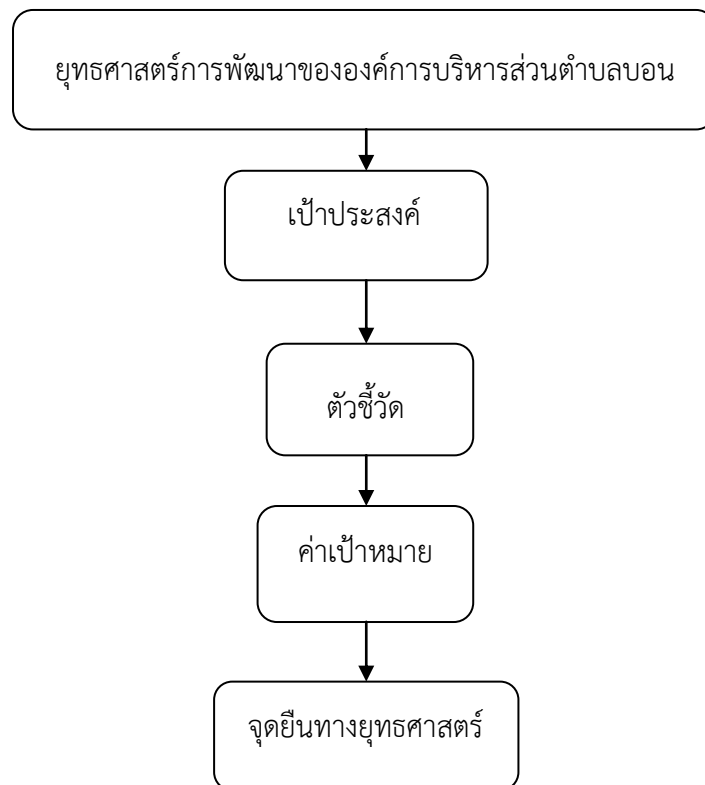 ยุทธศาสตร์การพัฒนาขององค์การบริหารส่วนตำบลบอน
เป้าประสงค์
ตัวชี้วัด
ค่าเป้าหมาย
จุดยืนทางยุทธศาสตร์